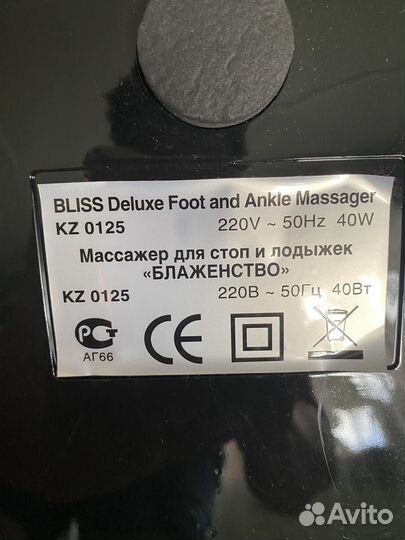 BLISS Deluxe Foot and Ankle Massager
KZ 0125 220V ~ 50Hz 40W
Массажер для стоп и лодыжек
«БЛАЖЕНСТВО»
KZ 0125 220В ~ 50Гц 40Вт
РСТ
АГ66
CE
Avito